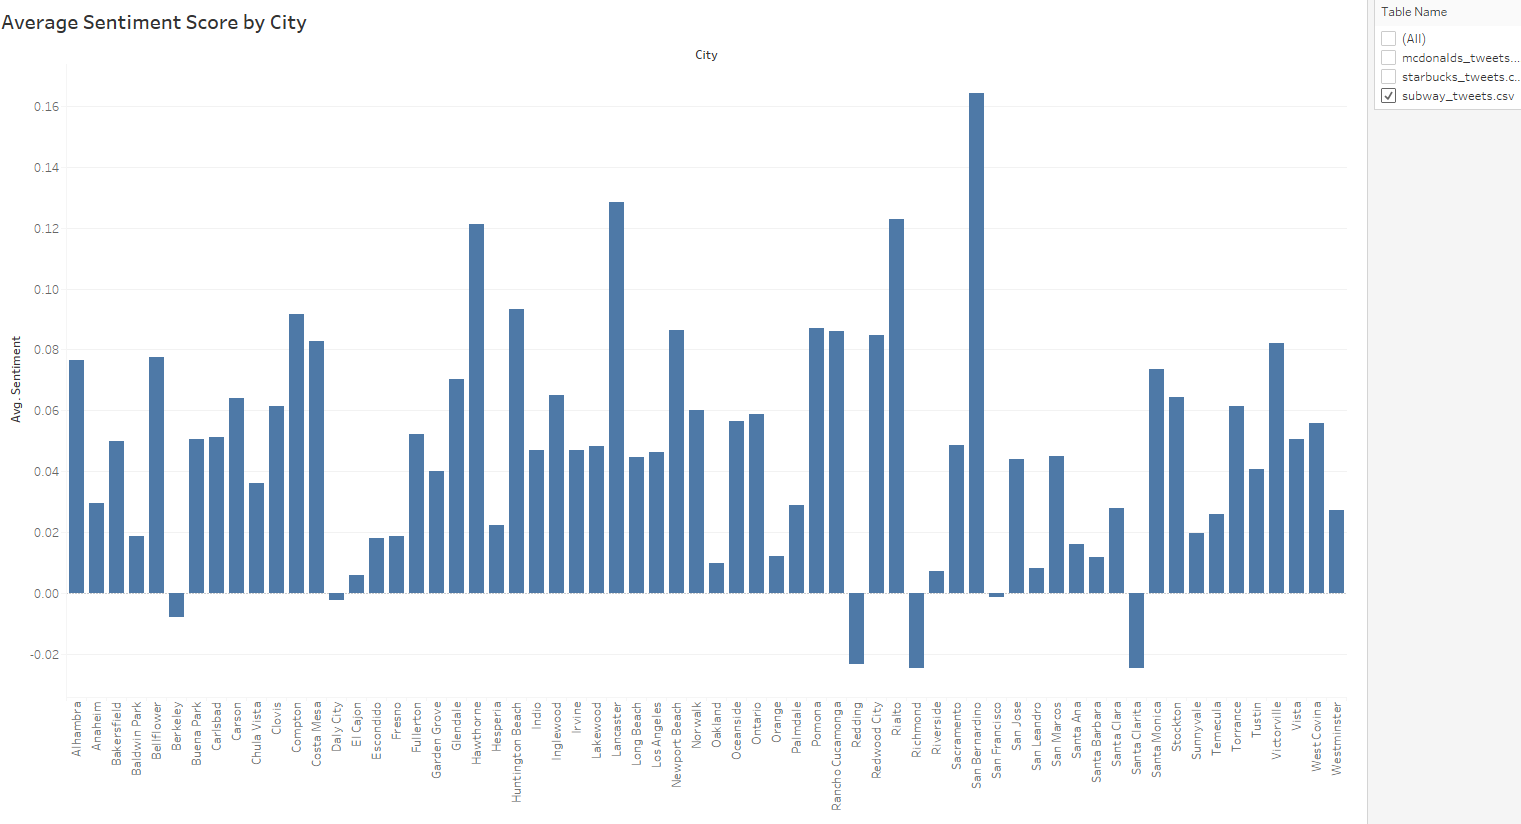 Average Sentiment Score by City
City
Avg. Sentiment
0.16
0.14
0.12
0.10
0.08
0.06
0.04
0.02
0.00
-0.02
Alhambra
Anaheim
Bakersfield
Baldwin Park
Bellflower
Berkeley
Buena Park
Carlsbad
Carson
Chula Vista
Clovis
Compton
Costa Mesa
Daly City
El Cajon
Escondido
Fresno
Fullerton
Garden Grove
Glendale
Hawthorne
Hesperia
Huntington Beach
Indio
Inglewood
Irvine
Lakewood
Lancaster
Long Beach
Los Angeles
Newport Beach
Norwalk
Oakland
Oceanside
Ontario
Orange
Palmdale
Pomona
Rancho Cucamonga
Redding
Redwood City
Rialto
Richmond
Riverside
Sacramento
San Bernardino
San Francisco
San Jose
San Leandro
San Marcos
Santa Ana
Santa Barbara
Santa Clara
Santa Clarita
Santa Monica
Stockton
Sunnyvale
Temecula
Torrance
Tustin
Victorville
Vista
West Covina
Westminster
Table Name
(All)
mcdonalds_tweets...
starbucks_tweets.c...
subway_tweets.csv